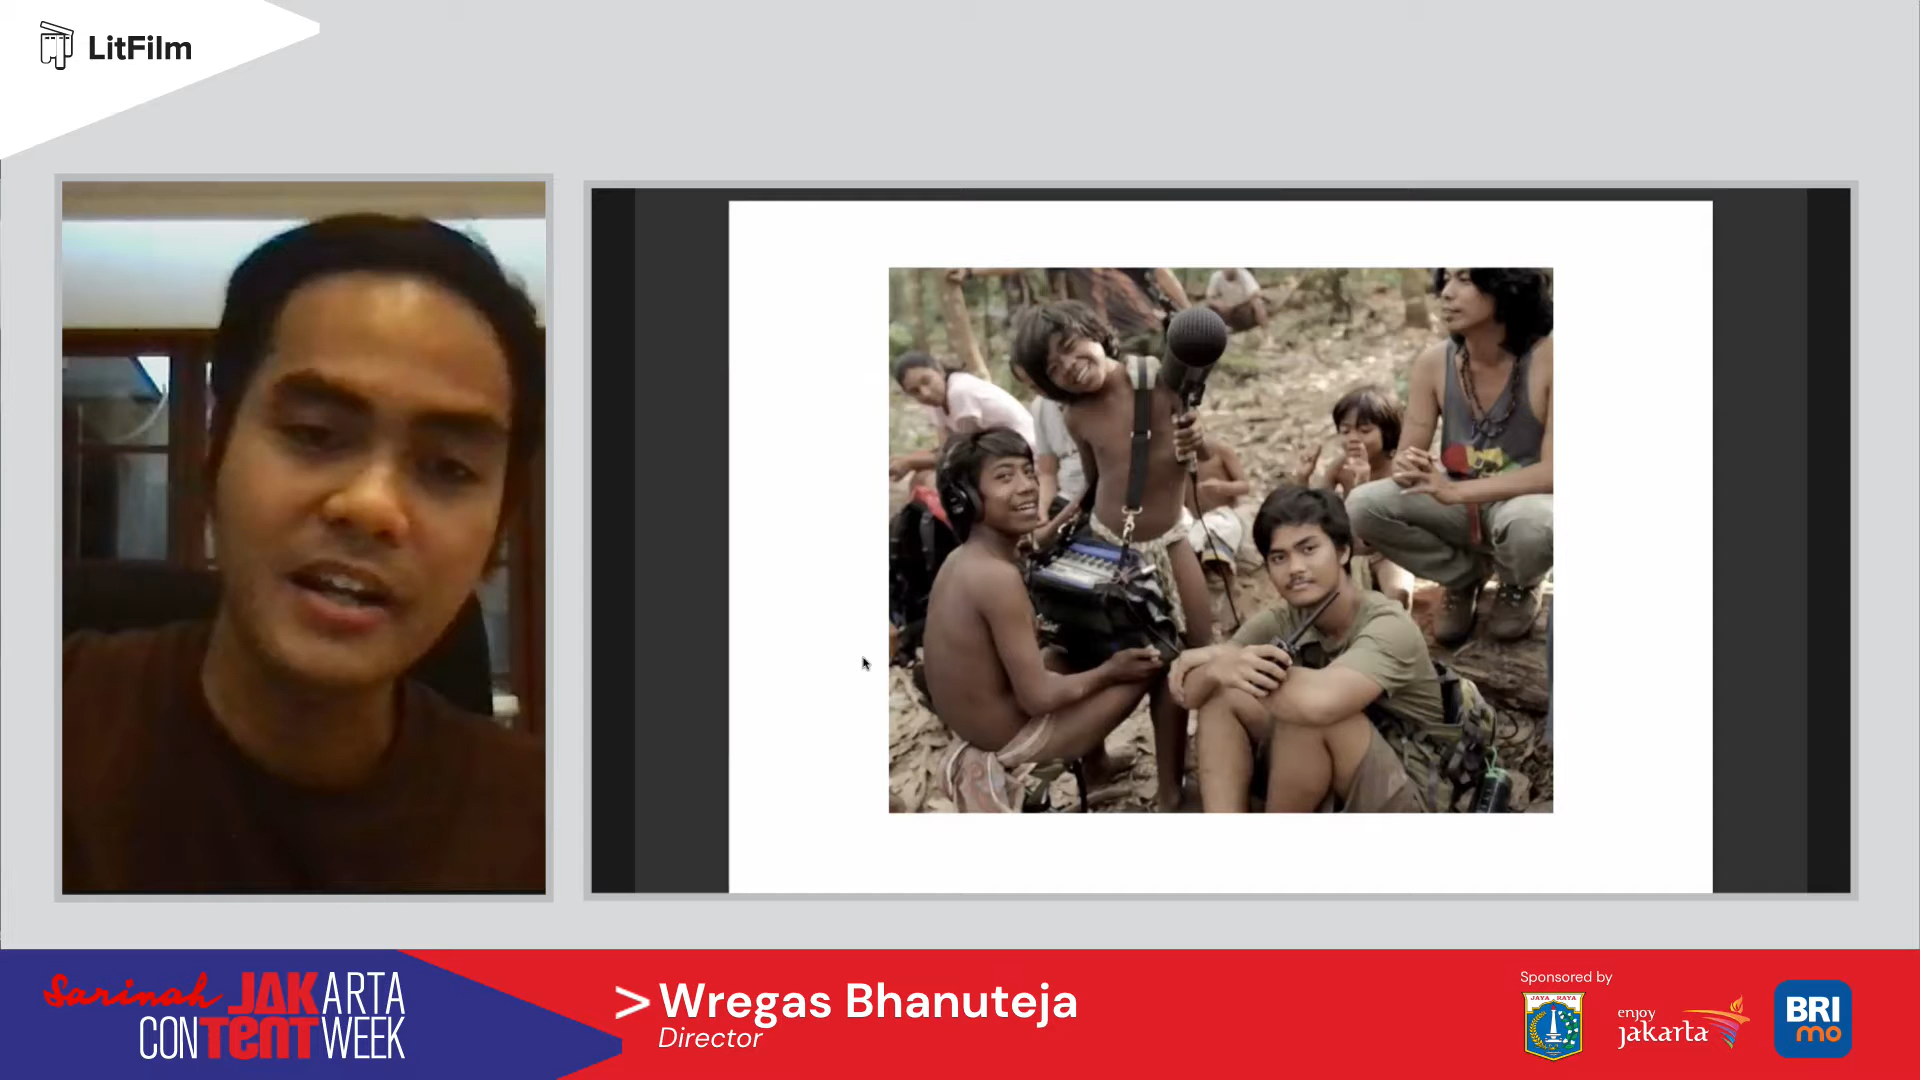 LitFilm
Sarinah JAKARTA
CONTENT WEEK
> Wregas Bhanuteja
Director
Sponsored by
JAYA RAYA
enjoy
jakarta
BRI
mo